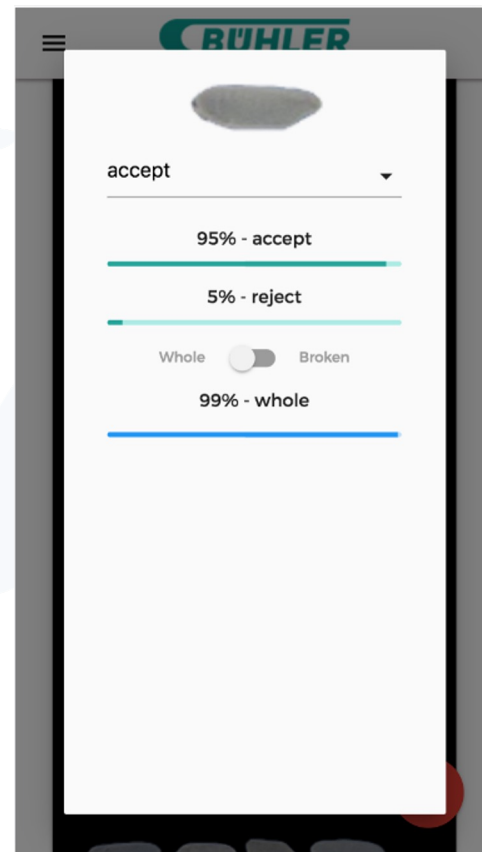 BÜHLER
accept
95% - accept
5% - reject
Whole Broken
99% - whole